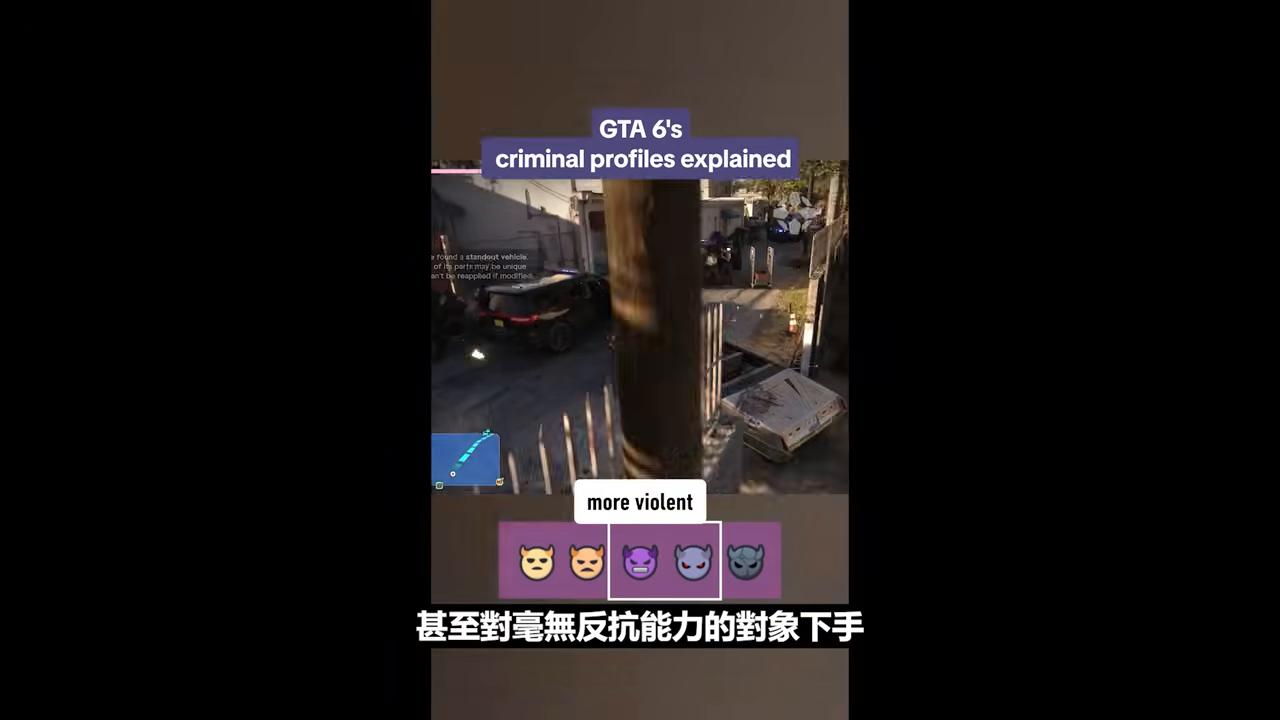 GTA 6's
criminal profiles explained
found a standout vehicle.
of its parts may be unique
an't be reapplied if modified.
more violent
甚至對毫無反抗能力的對象下手